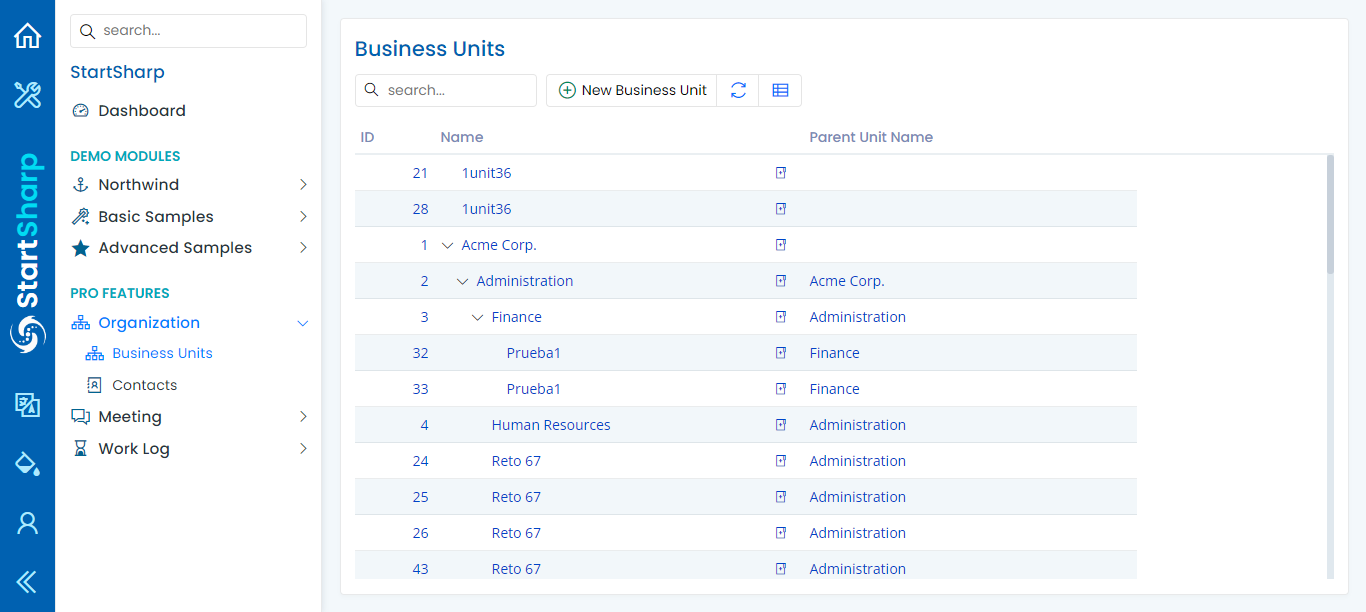 StartSharp
search...
StartSharp
Dashboard
DEMO MODULES
Northwind
Basic Samples
Advanced Samples
PRO FEATURES
Organization
Business Units
Contacts
Meeting
Work Log
Business Units
search... New Business Unit
ID Name Parent Unit Name
21 1unit36
28 1unit36
1 Acme Corp.
2 Administration Acme Corp.
3 Finance Administration
32 Prueba1 Finance
33 Prueba1 Finance
4 Human Resources Administration
24 Reto 67 Administration
25 Reto 67 Administration
26 Reto 67 Administration
43 Reto 67 Administration